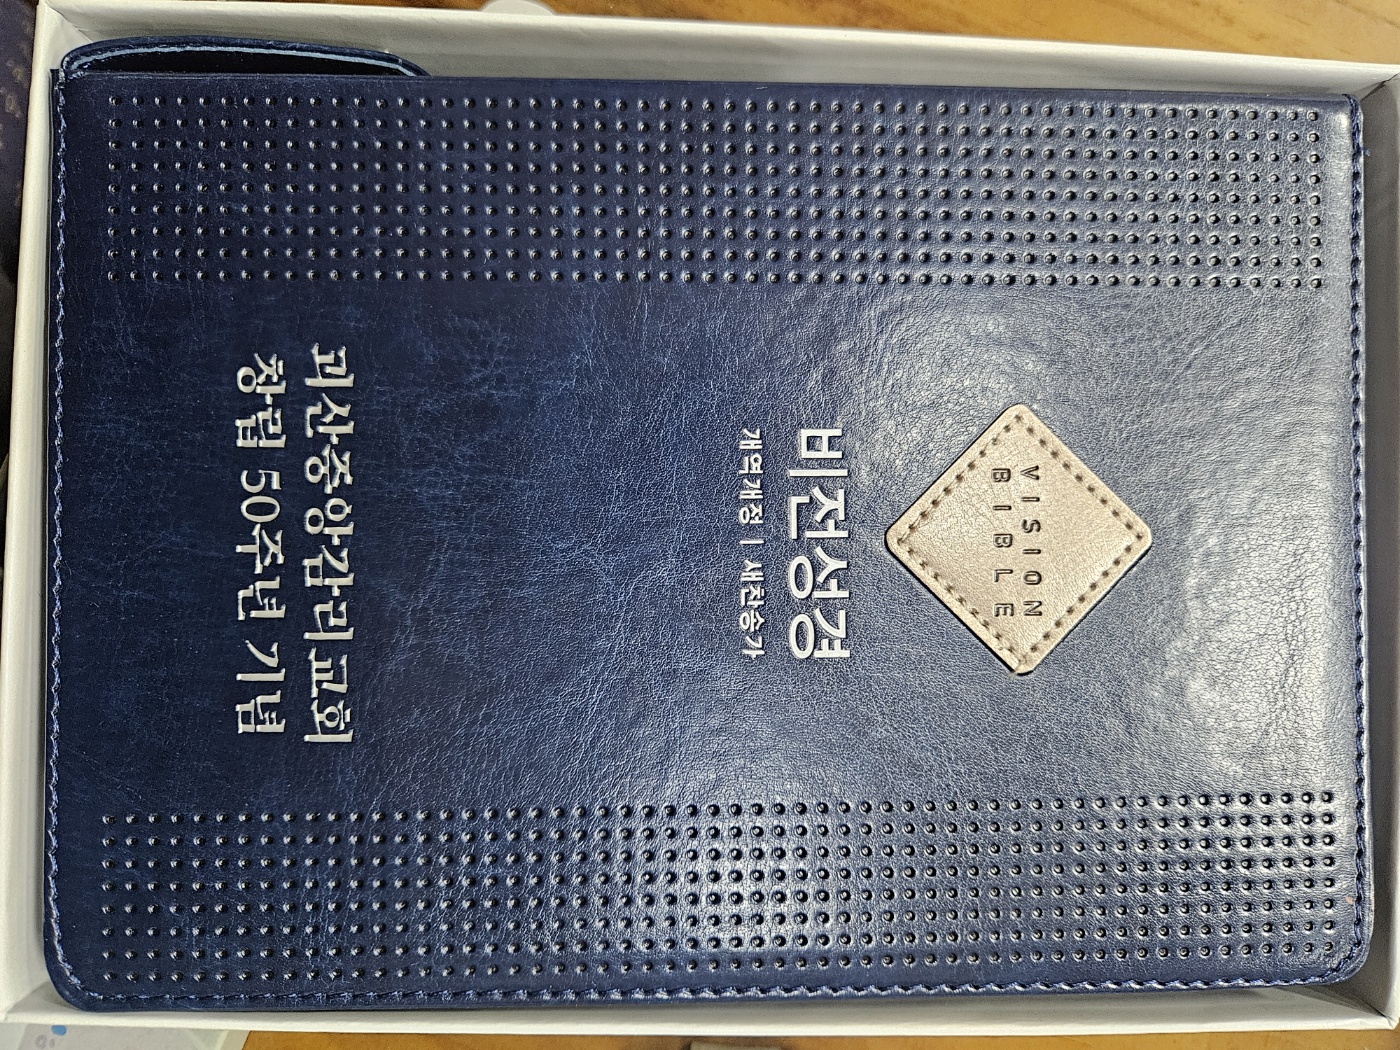 VISION
BIBLE
비전성경
개역개정 | 새찬송가
괴산중앙감리교회
창립 50주년 기념